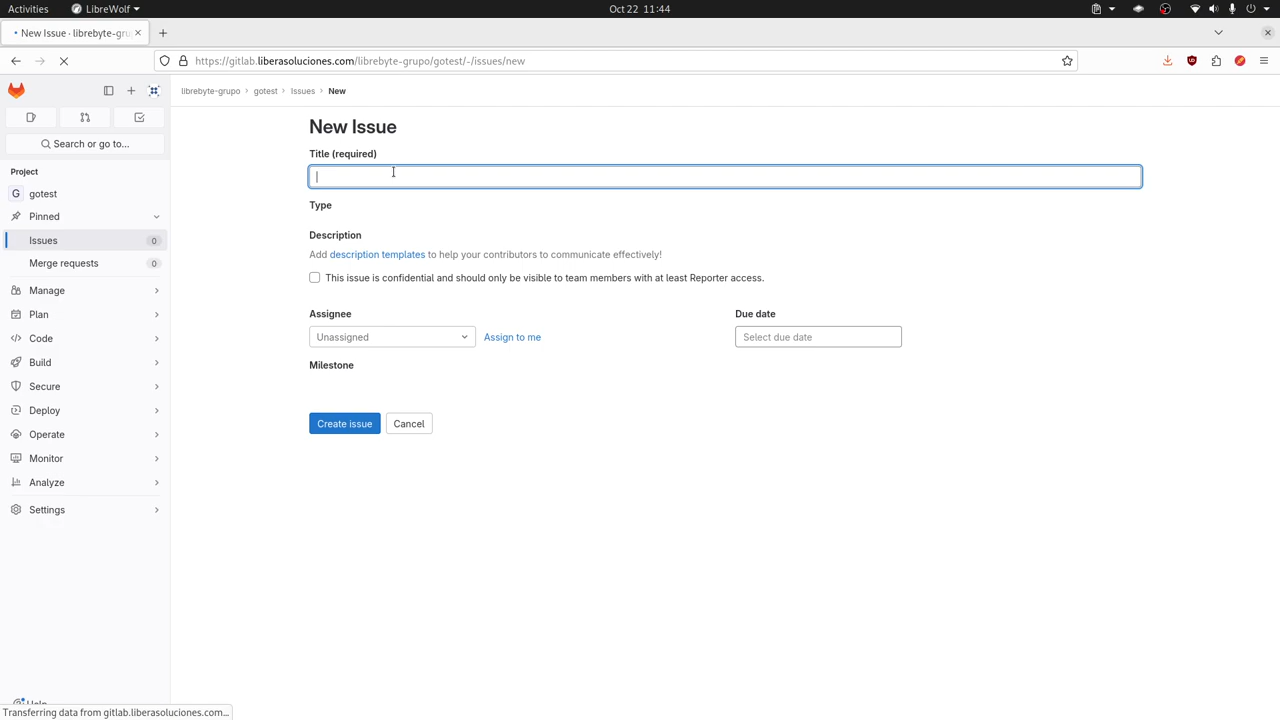 Activities LibreWolf Oct 22 11:44
New Issue · librebyte-gru
https://gitlab.liberasoluciones.com/librebyte-grupo/gotest/-/issues/new
librebyte-grupo › gotest › Issues › New
Search or go to...
Project
G gotest
Pinned
Issues 0
Merge requests 0
Manage
Plan
Code
Build
Secure
Deploy
Operate
Monitor
Analyze
Settings
Help
New Issue
Title (required)
Type
Description
Add description templates to help your contributors to communicate effectively!
This issue is confidential and should only be visible to team members with at least Reporter access.
Assignee Due date
Unassigned Assign to me Select due date
Milestone
Create issue Cancel
Transferring data from gitlab.liberasoluciones.com...